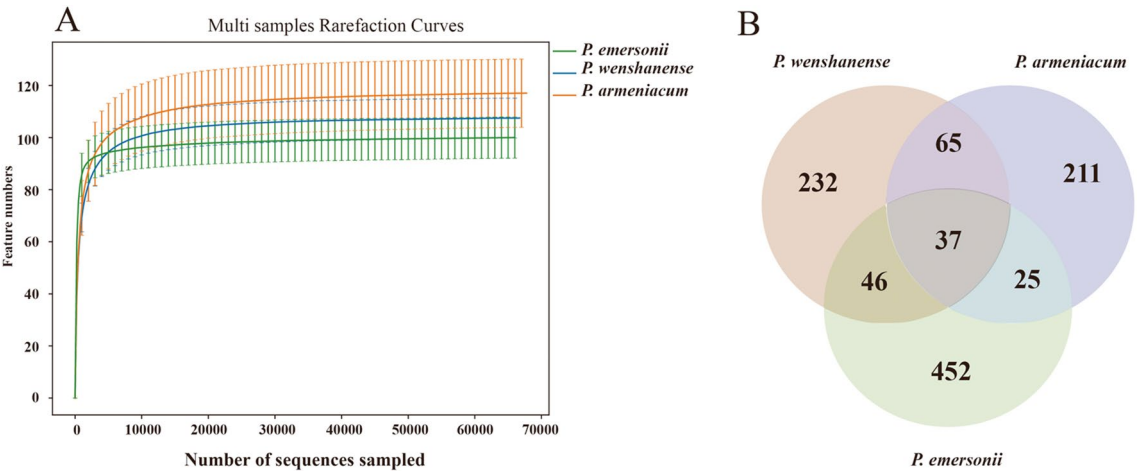 A
Multi samples Rarefaction Curves
P. emersonii
P. wenshanense
P. armeniacum
Feature numbers
120
100
80
60
40
20
0
0 10000 20000 30000 40000 50000 60000 70000
Number of sequences sampled
B
P. wenshanense P. armeniacum
65
232 211
37
46 25
452
P. emersonii